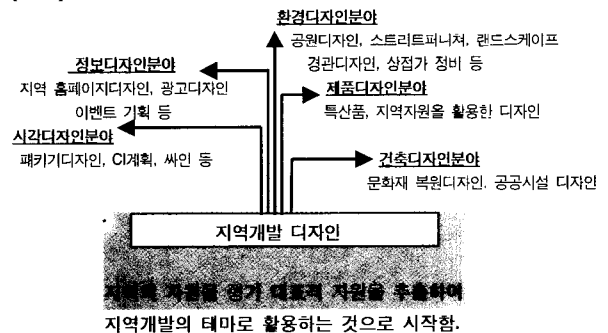 환경디자인분야
공원디자인, 스트리트퍼니쳐, 랜드스케이프
경관디자인, 상점가 정비 등
정보디자인분야
지역 홈페이지디자인, 광고디자인
이벤트 기획 등
제품디자인분야
특산품, 지역자원을 활용한 디자인
시각디자인분야
패키기디자인, CI계획, 싸인 등
건축디자인분야
문화재 복원디자인. 공공시설 디자인
지역개발 디자인
자원을 평가 대표적 자원을 추출하여
지역개발의 테마로 활용하는 것으로 시작함.